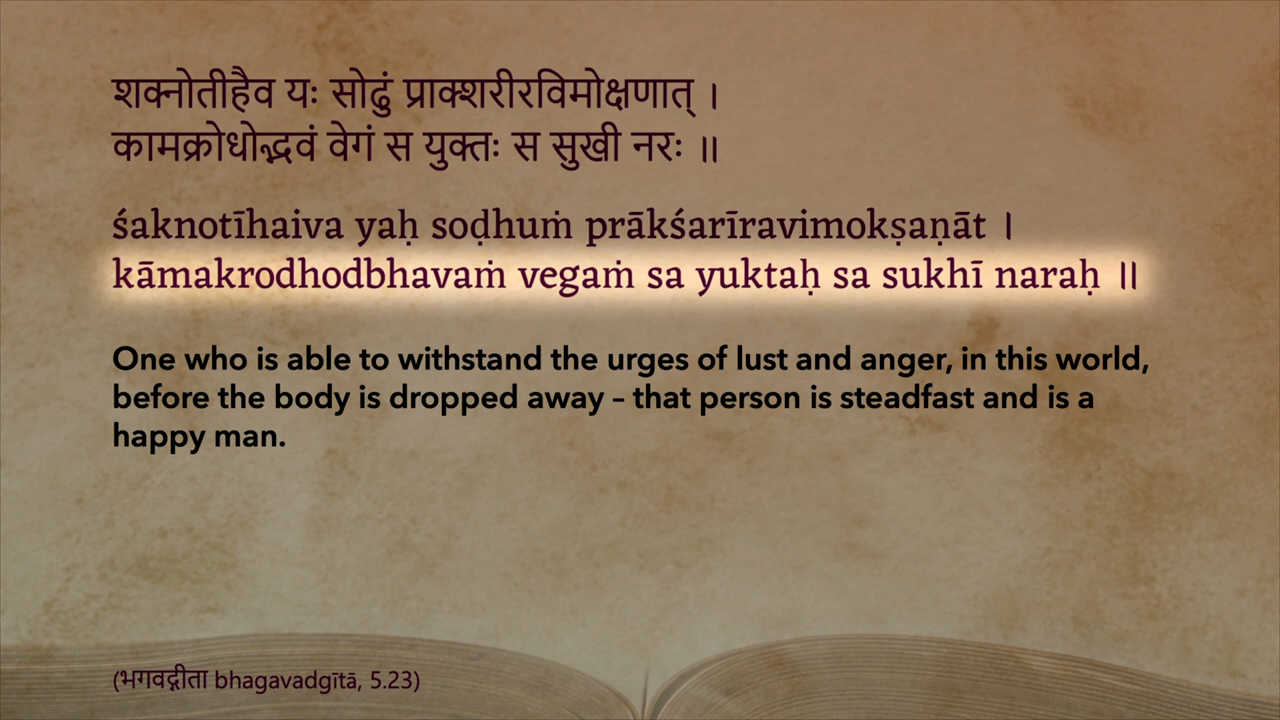 शक्नोतीहैव यः सोढुं प्राक्शरीरविमोक्षणात् ।
कामक्रोधोद्भवं वेगं स युक्तः स सुखी नरः ॥
śaknotīhaiva yaḥ soḍhuṁ prākśarīravimokṣaṇāt ।
kāmakrodhodbhavaṁ vegaṁ sa yuktaḥ sa sukhī naraḥ ॥
One who is able to withstand the urges of lust and anger, in this world,
before the body is dropped away – that person is steadfast and is a
happy man.
(भगवद्गीता bhagavadgītā, 5.23)